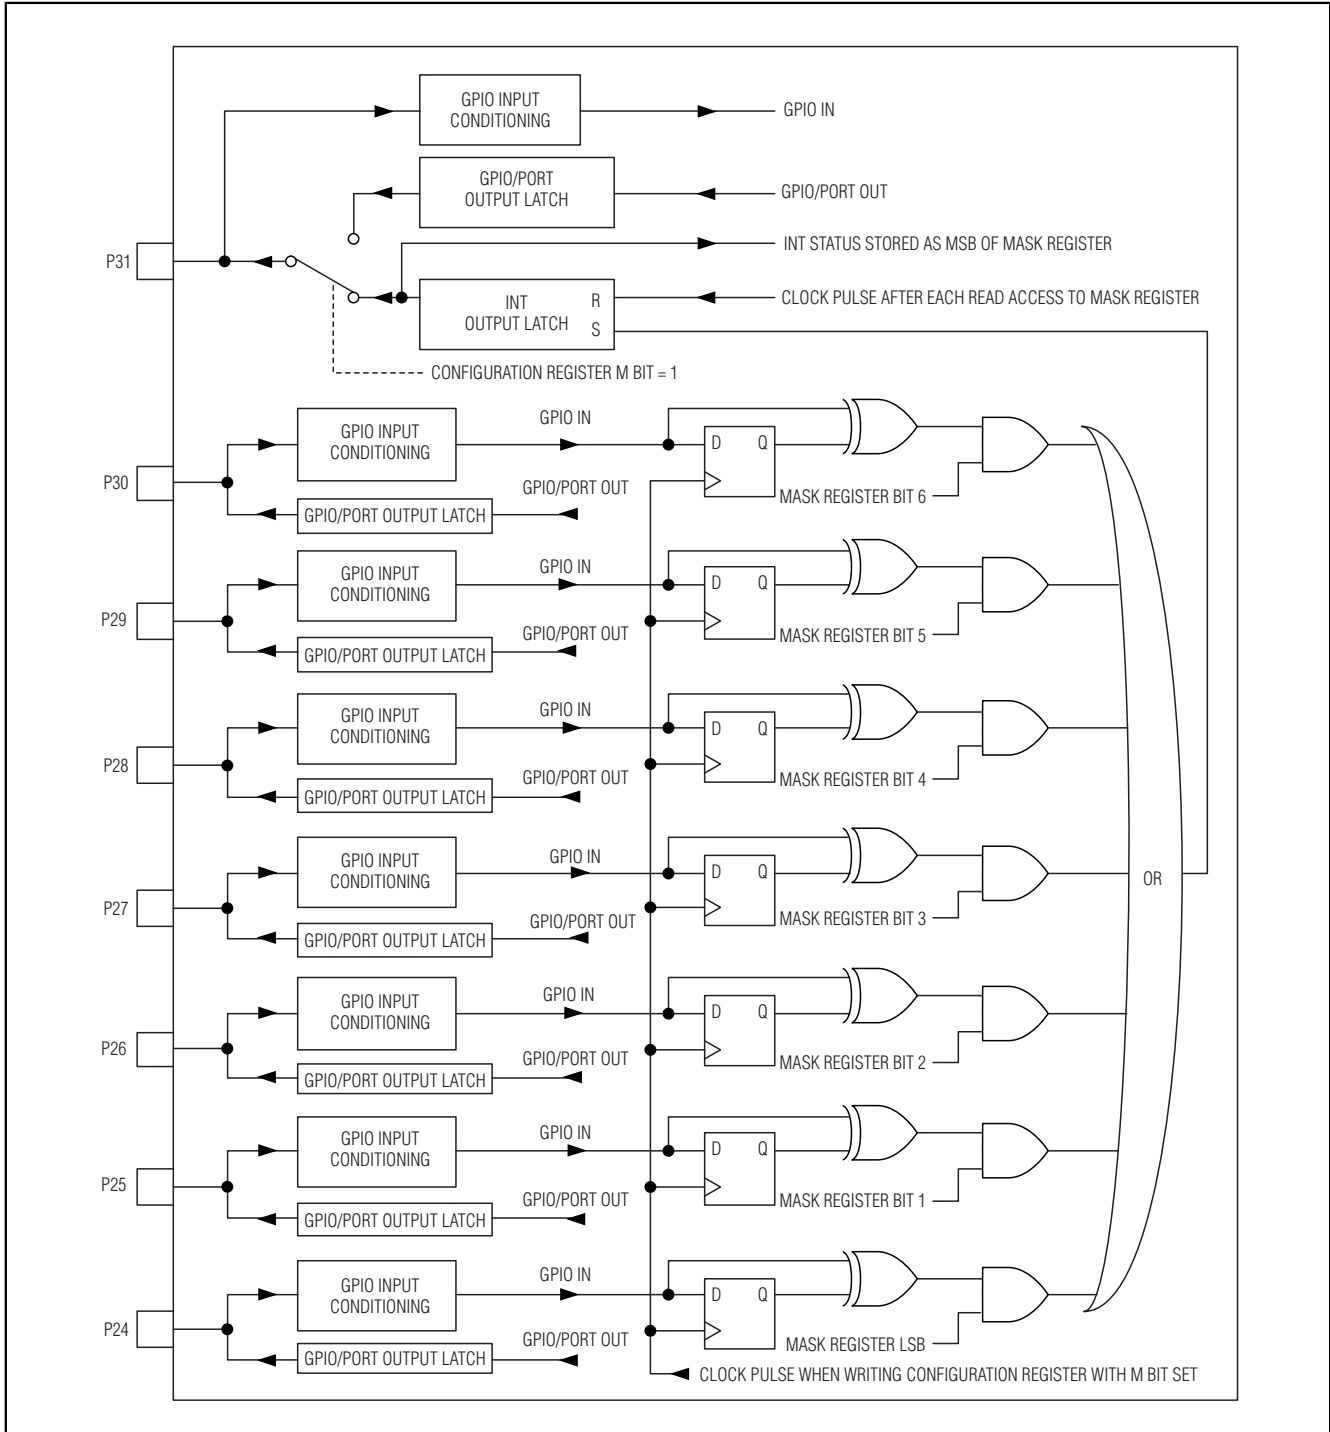 GPIO INPUT
CONDITIONING
GPIO IN
GPIO/PORT
OUTPUT LATCH
GPIO/PORT OUT
INT STATUS STORED AS MSB OF MASK REGISTER
P31
INT
OUTPUT LATCH
R
S
CLOCK PULSE AFTER EACH READ ACCESS TO MASK REGISTER
CONFIGURATION REGISTER M BIT = 1
P30
GPIO INPUT
CONDITIONING
GPIO IN
GPIO/PORT OUTPUT LATCH
GPIO/PORT OUT
D Q
MASK REGISTER BIT 6
P29
GPIO INPUT
CONDITIONING
GPIO IN
GPIO/PORT OUTPUT LATCH
GPIO/PORT OUT
D Q
MASK REGISTER BIT 5
P28
GPIO INPUT
CONDITIONING
GPIO IN
GPIO/PORT OUTPUT LATCH
GPIO/PORT OUT
D Q
MASK REGISTER BIT 4
P27
GPIO INPUT
CONDITIONING
GPIO IN
GPIO/PORT OUTPUT LATCH
GPIO/PORT OUT
D Q
MASK REGISTER BIT 3
OR
P26
GPIO INPUT
CONDITIONING
GPIO IN
GPIO/PORT OUTPUT LATCH
GPIO/PORT OUT
D Q
MASK REGISTER BIT 2
P25
GPIO INPUT
CONDITIONING
GPIO IN
GPIO/PORT OUTPUT LATCH
GPIO/PORT OUT
D Q
MASK REGISTER BIT 1
P24
GPIO INPUT
CONDITIONING
GPIO IN
GPIO/PORT OUTPUT LATCH
GPIO/PORT OUT
D Q
MASK REGISTER LSB
CLOCK PULSE WHEN WRITING CONFIGURATION REGISTER WITH M BIT SET